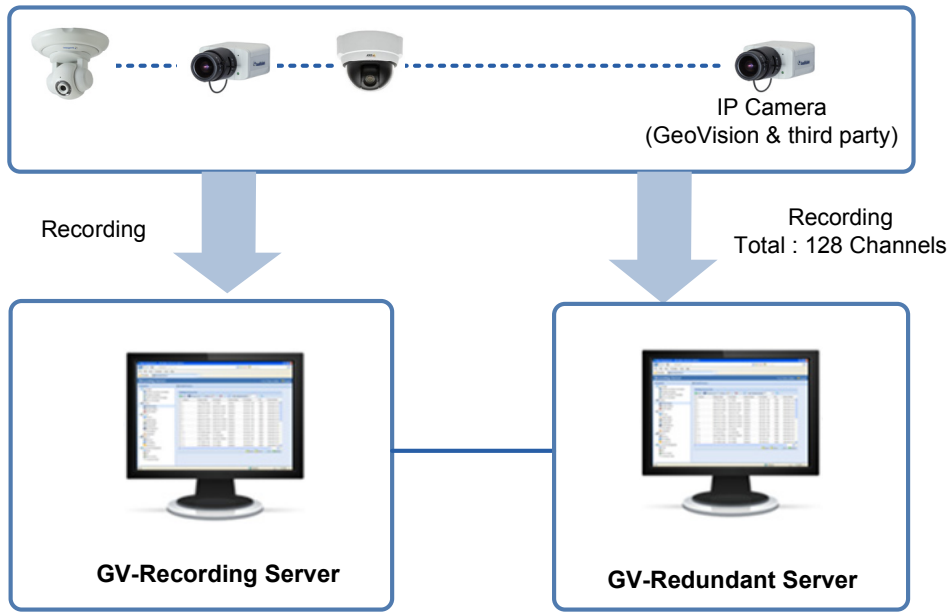 IP Camera
(GeoVision & third party)
Recording
Recording
Total : 128 Channels
GV-Recording Server
GV-Redundant Server